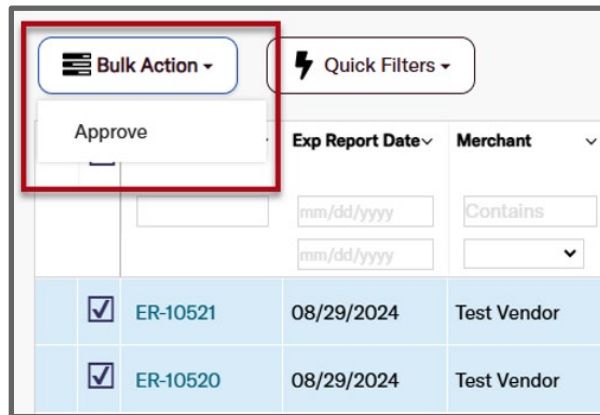 Bulk Action
Quick Filters
Approve
Exp Report Date
Merchant
mm/dd/yyyy
Contains
mm/dd/yyyy
ER-10521
08/29/2024
Test Vendor
ER-10520
08/29/2024
Test Vendor